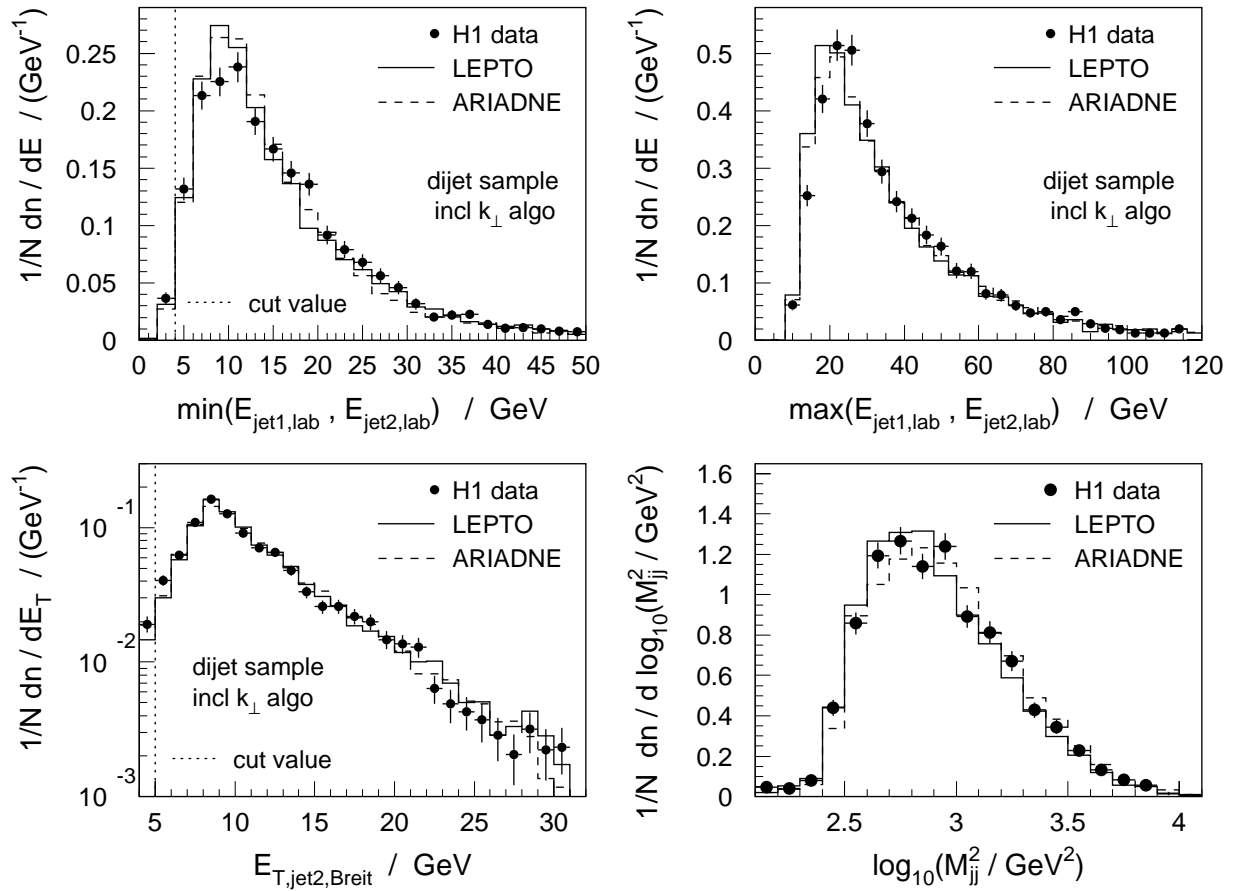 1/N dn / dE / (GeV⁻¹)
0.25
0.2
0.15
0.1
0.05
0
H1 data
LEPTO
ARIADNE
dijet sample
incl k⊥ algo
cut value
0 5 10 15 20 25 30 35 40 45 50
min(E_jet1,lab , E_jet2,lab) / GeV
1/N dn / dE / (GeV⁻¹)
0.5
0.4
0.3
0.2
0.1
0
H1 data
LEPTO
ARIADNE
dijet sample
incl k⊥ algo
0 20 40 60 80 100 120
max(E_jet1,lab , E_jet2,lab) / GeV
1/N dn / dE_T / (GeV⁻¹)
10⁻¹
10⁻²
10⁻³
H1 data
LEPTO
ARIADNE
dijet sample
incl k⊥ algo
cut value
5 10 15 20 25 30
E_T,jet2,Breit / GeV
1/N dn / d log₁₀(M²_jj / GeV²)
1.6
1.4
1.2
1
0.8
0.6
0.4
0.2
0
H1 data
LEPTO
ARIADNE
2.5 3 3.5 4
log₁₀(M²_jj / GeV²)